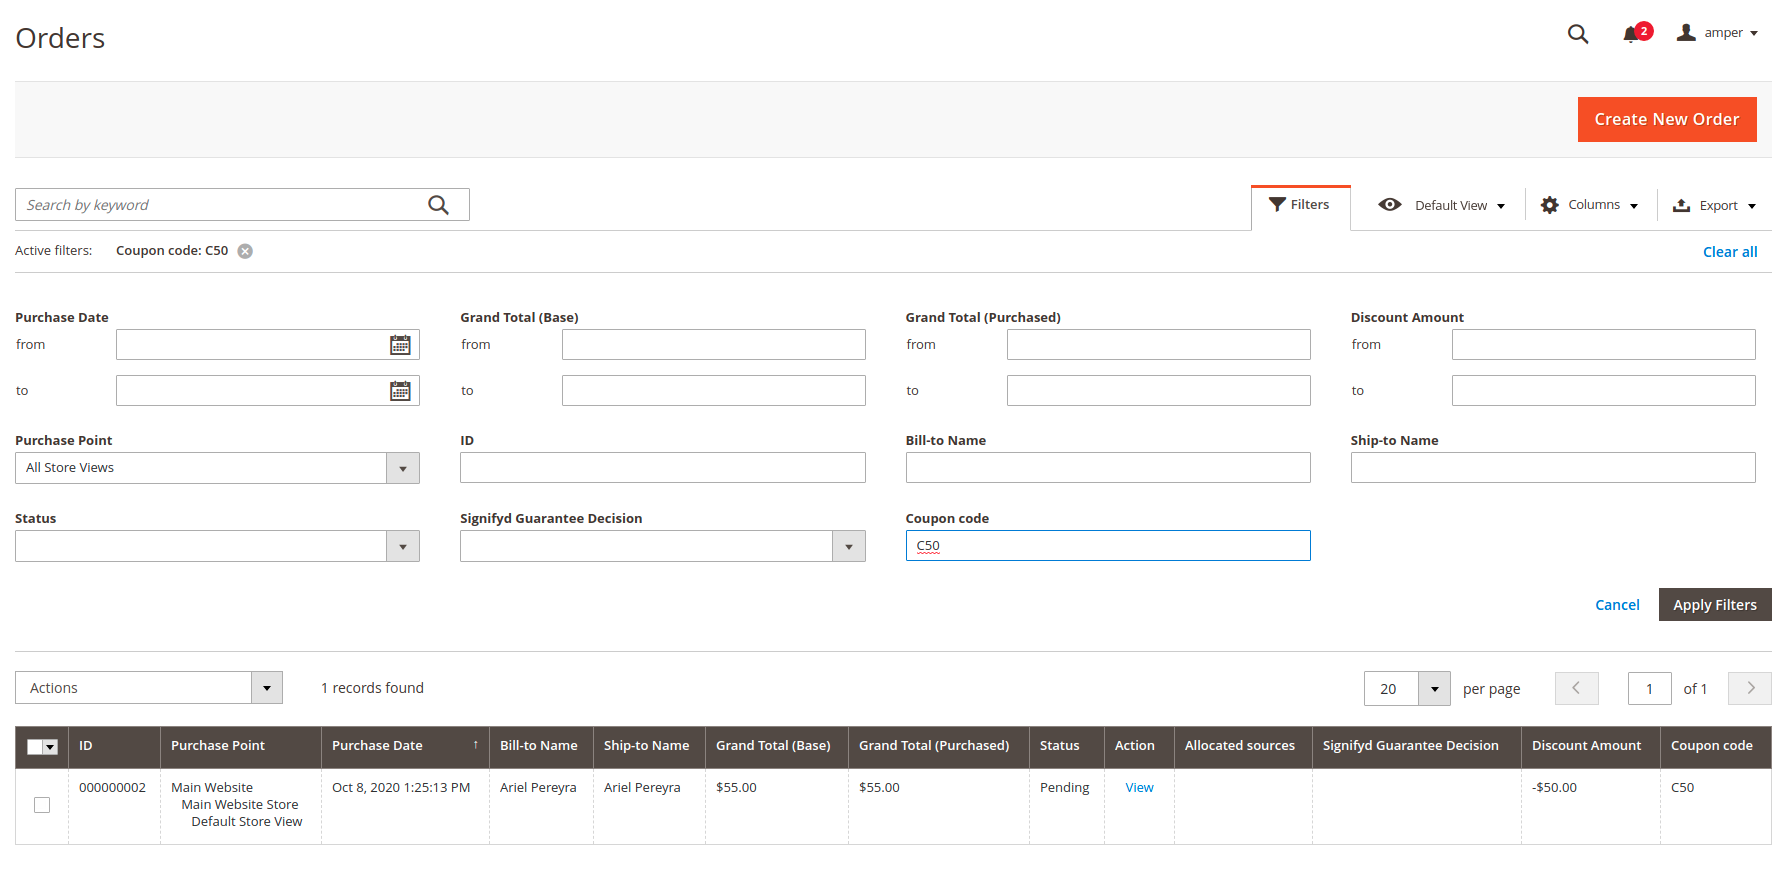 Orders
2
amper
Create New Order
Search by keyword
Filters
Default View
Columns
Export
Active filters:
Coupon code: C50
Clear all
Purchase Date
Grand Total (Base)
Grand Total (Purchased)
Discount Amount
from
from
from
from
to
to
to
to
Purchase Point
ID
Bill-to Name
Ship-to Name
All Store Views
Status
Signifyd Guarantee Decision
Coupon code
C50
Cancel
Apply Filters
Actions
1 records found
20
per page
1
of 1
ID
Purchase Point
Purchase Date ↑
Bill-to Name
Ship-to Name
Grand Total (Base)
Grand Total (Purchased)
Status
Action
Allocated sources
Signifyd Guarantee Decision
Discount Amount
Coupon code
000000002
Main Website
Main Website Store
Default Store View
Oct 8, 2020 1:25:13 PM
Ariel Pereyra
Ariel Pereyra
$55.00
$55.00
Pending
View
-$50.00
C50